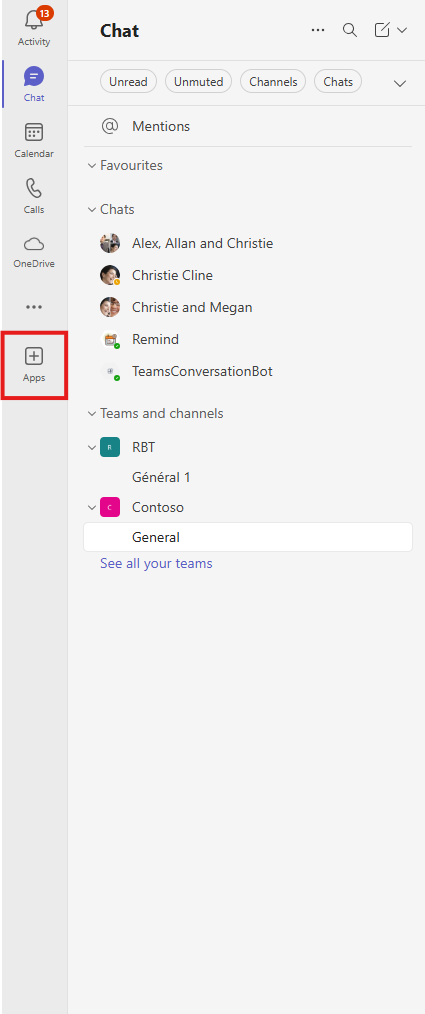 13
Activity
Chat
Calendar
Calls
OneDrive
Apps
Chat
Unread Unmuted Channels Chats
@ Mentions
Favourites
Chats
Alex, Allan and Christie
Christie Cline
Christie and Megan
Remind
TeamsConversationBot
Teams and channels
R RBT
Général 1
C Contoso
General
See all your teams